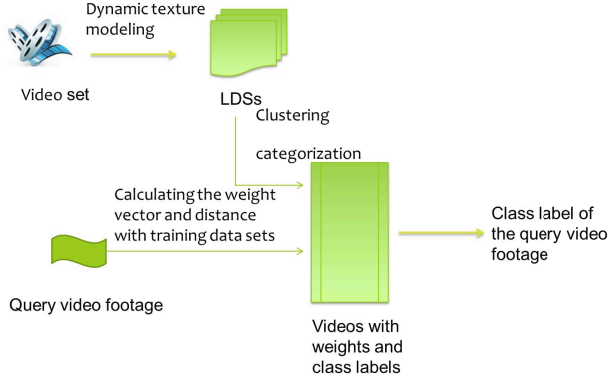 Dynamic texture
modeling
Video set
LDSs
Clustering
categorization
Calculating the weight
vector and distance
with training data sets
Query video footage
Videos with
weights and
class labels
Class label of
the query video
footage